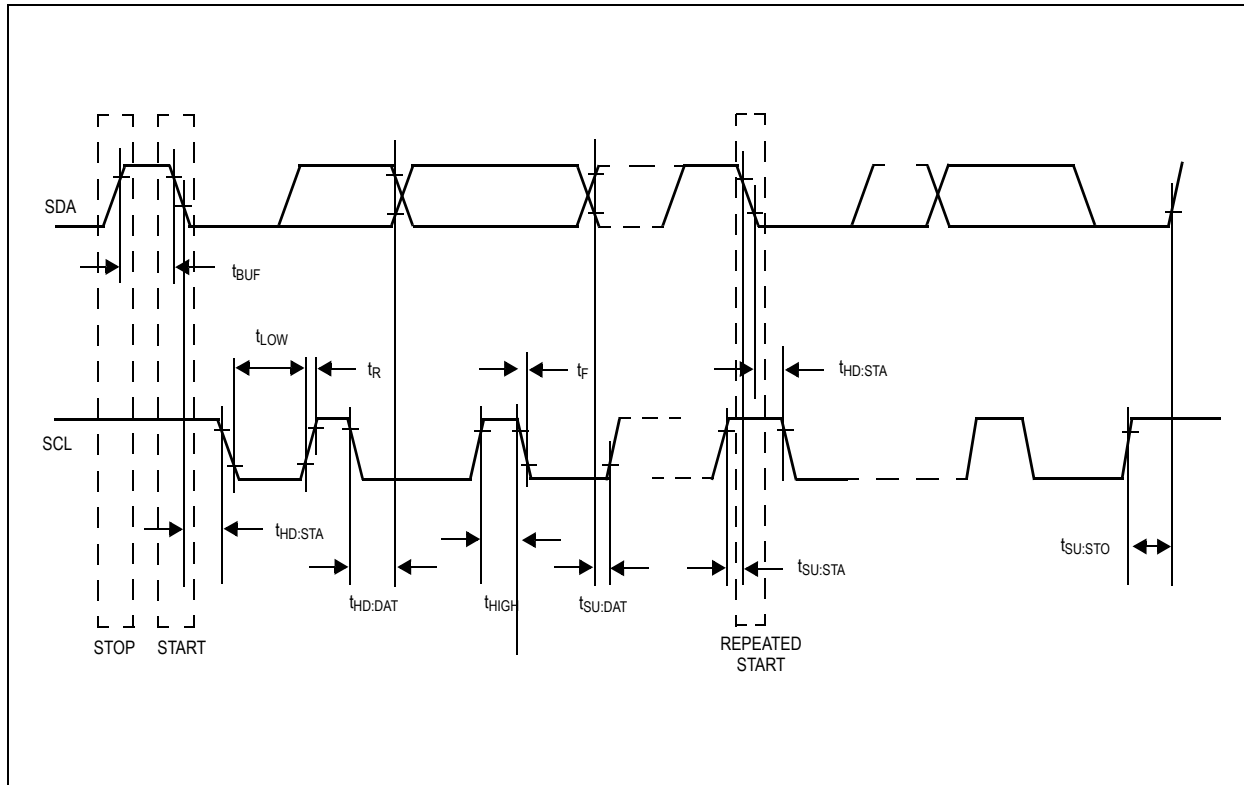 SDA
tBUF
tLOW
tR
tF
tHD:STA
SCL
tHD:STA
tSU:STA
tSU:STO
tHD:DAT
tHIGH
tSU:DAT
STOP
START
REPEATED
START